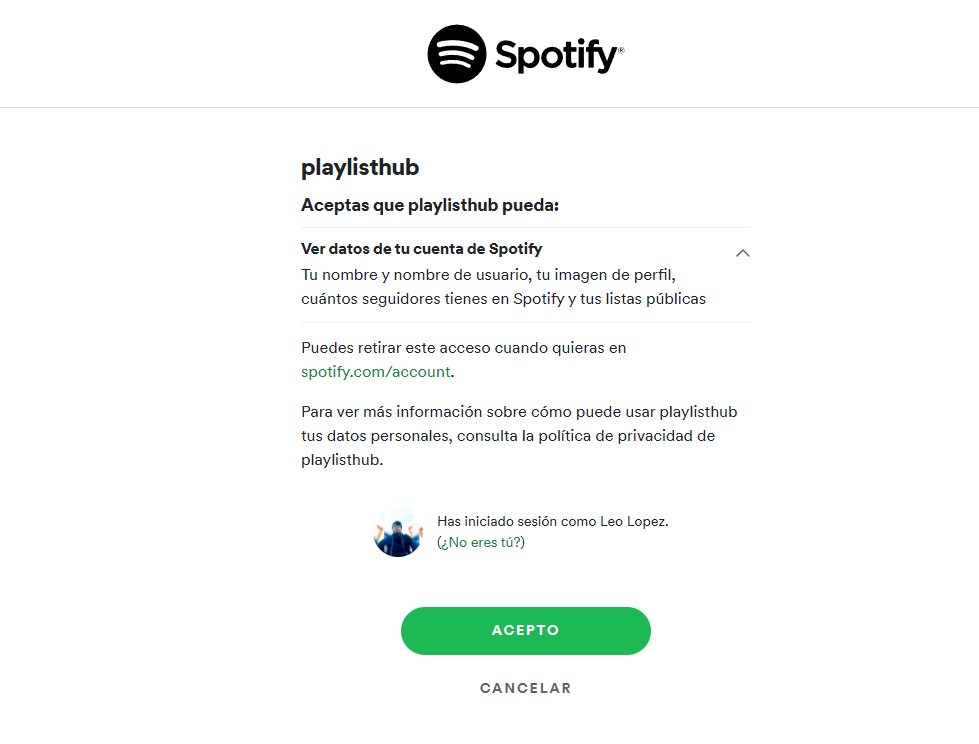 Spotify®
playlisthub
Aceptas que playlisthub pueda:
Ver datos de tu cuenta de Spotify
Tu nombre y nombre de usuario, tu imagen de perfil,
cuántos seguidores tienes en Spotify y tus listas públicas
Puedes retirar este acceso cuando quieras en
spotify.com/account.
Para ver más información sobre cómo puede usar playlisthub
tus datos personales, consulta la política de privacidad de
playlisthub.
Has iniciado sesión como Leo Lopez.
(¿No eres tú?)
ACEPTO
CANCELAR